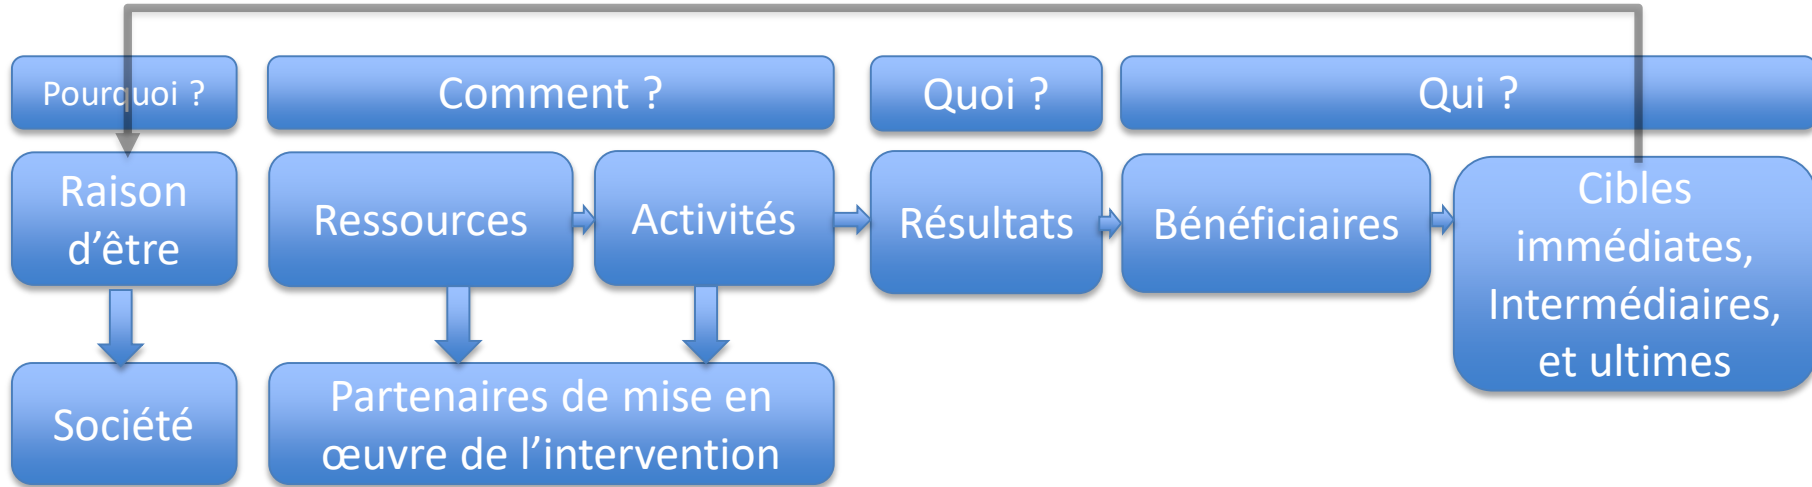 Pourquoi ?
Comment ?
Quoi ?
Qui ?
Raison
d’être
Ressources
Activités
Résultats
Bénéficiaires
Cibles
immédiates,
Intermédiaires,
et ultimes
Société
Partenaires de mise en
œuvre de l’intervention